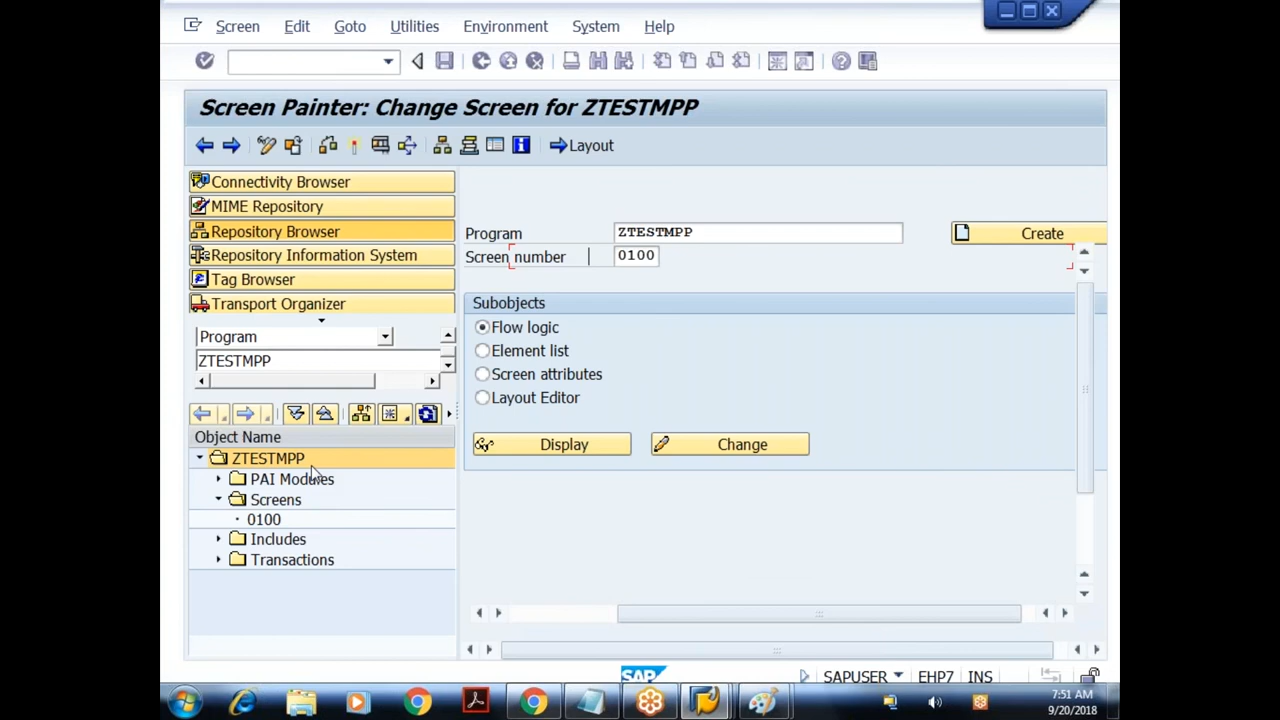 Screen Edit Goto Utilities Environment System Help
Screen Painter: Change Screen for ZTESTMPP
Layout
Connectivity Browser
MIME Repository
Repository Browser
Repository Information System
Tag Browser
Transport Organizer
Program
ZTESTMPP
Object Name
ZTESTMPP
PAI Modules
Screens
0100
Includes
Transactions
Program ZTESTMPP Create
Screen number 0100
Subobjects
Flow logic
Element list
Screen attributes
Layout Editor
Display Change
SAP SAPUSER EHP7 INS
7:51 AM
9/20/2018